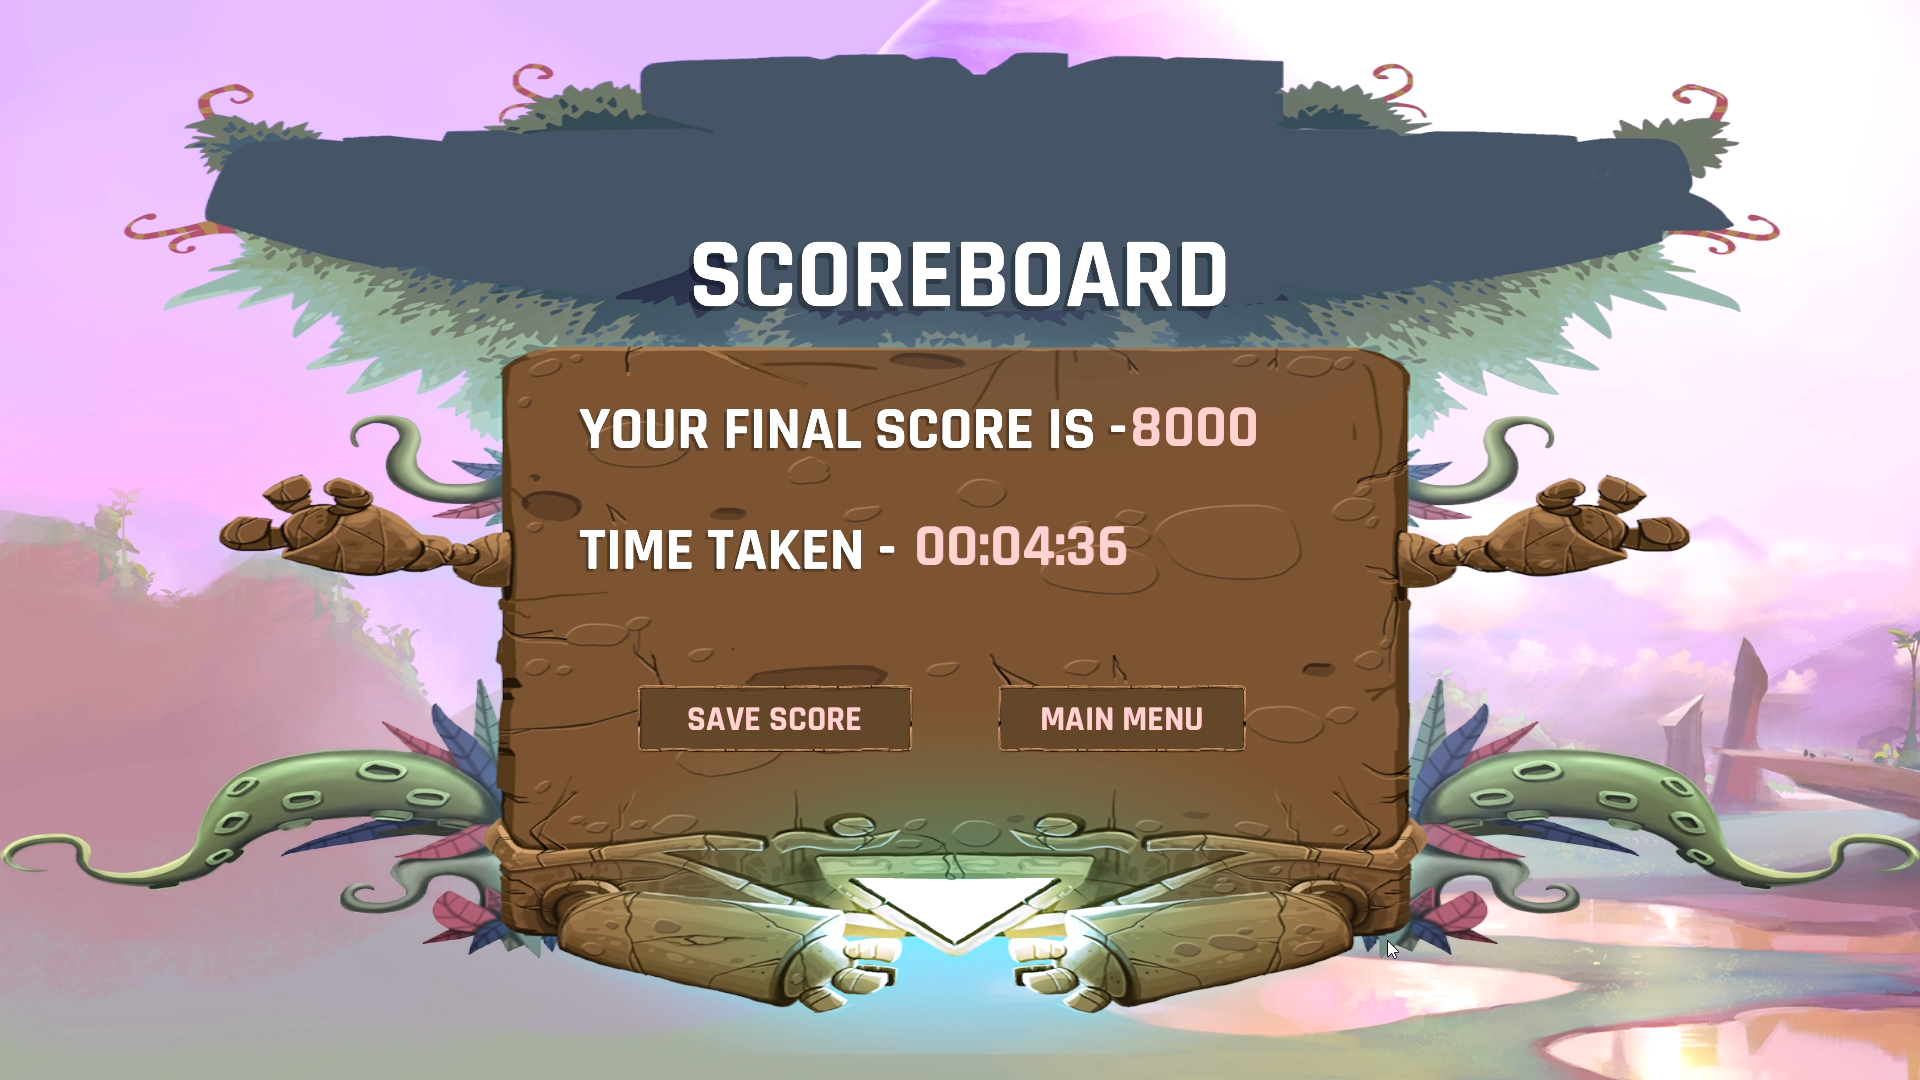 SCOREBOARD
YOUR FINAL SCORE IS -8000
TIME TAKEN - 00:04:36
SAVE SCORE
MAIN MENU